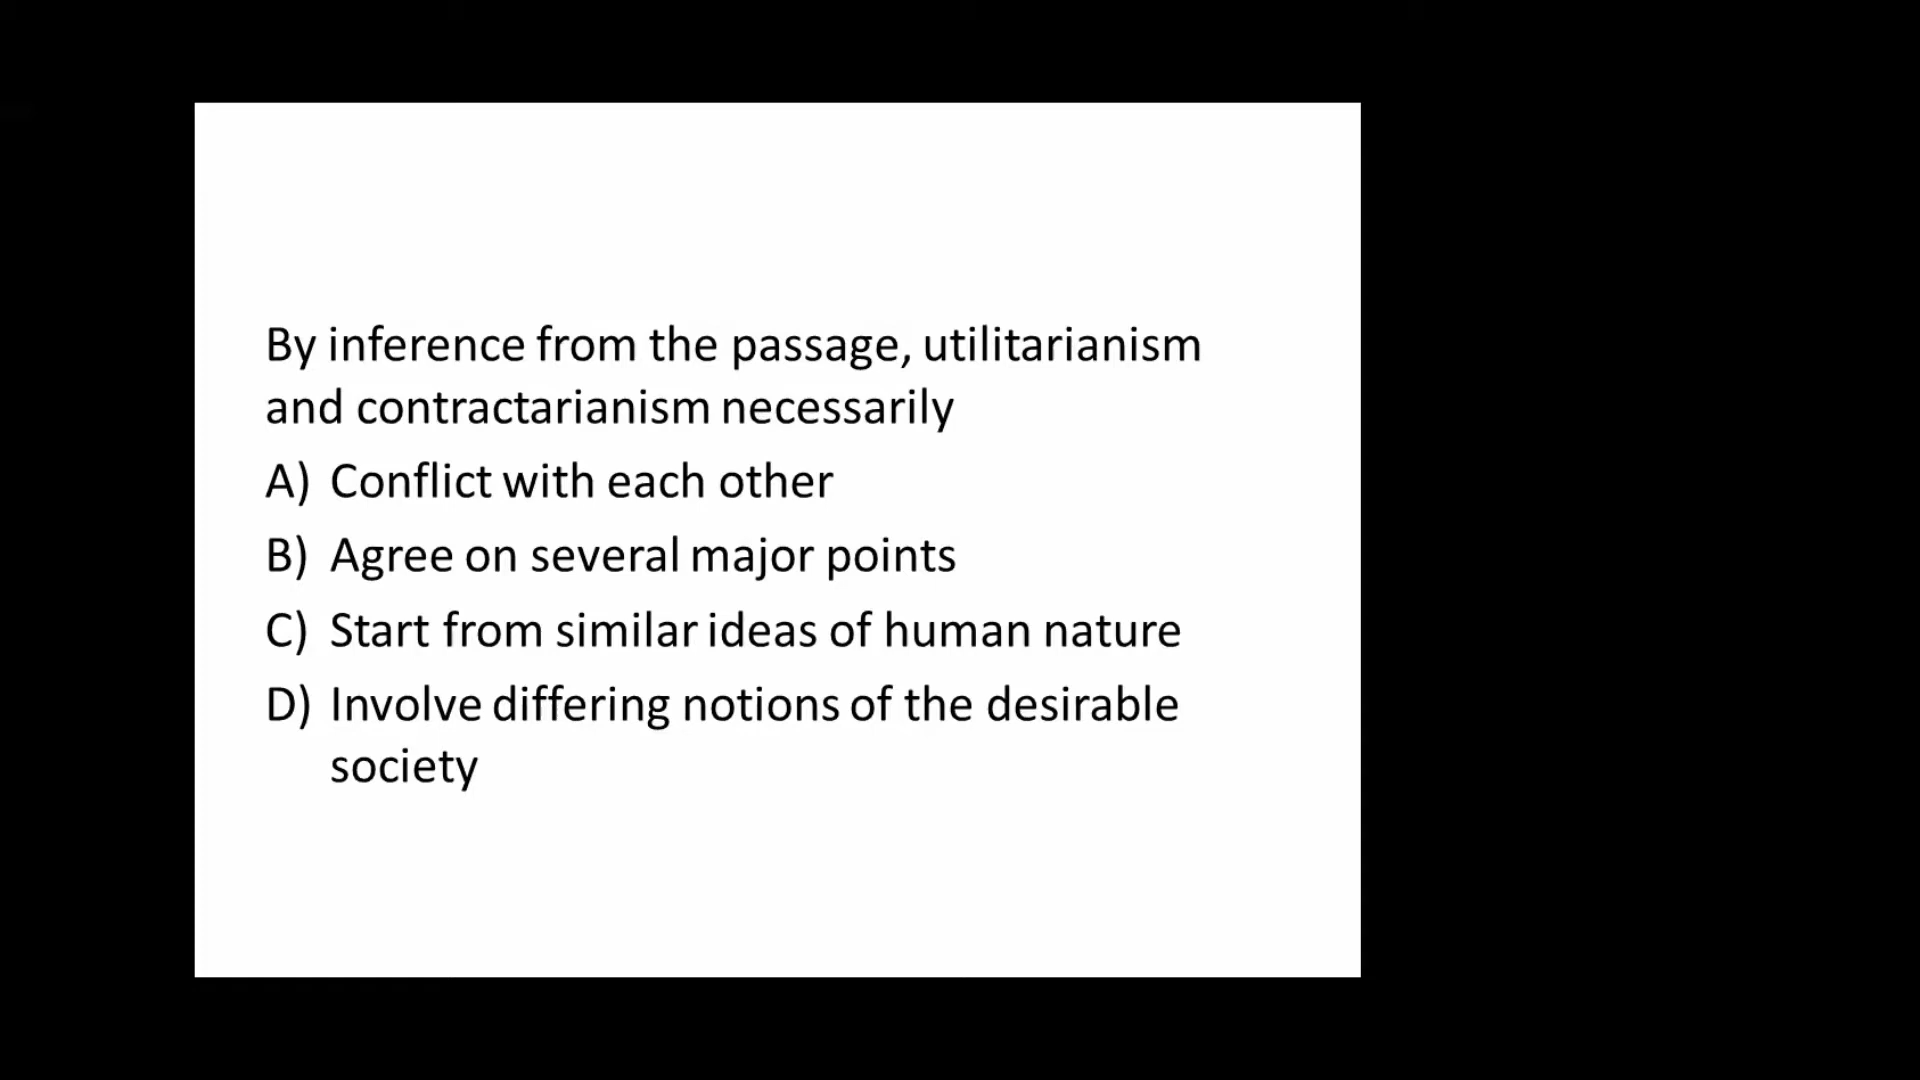 By inference from the passage, utilitarianism
and contractarianism necessarily
A) Conflict with each other
B) Agree on several major points
C) Start from similar ideas of human nature
D) Involve differing notions of the desirable
society